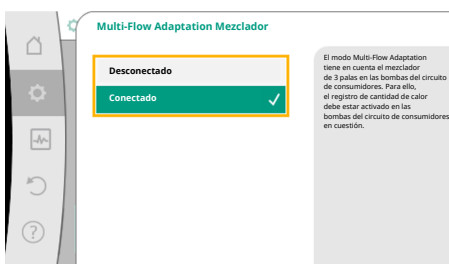 Multi-Flow Adaptation Mezclador
Desconectado
Conectado
El modo Multi-Flow Adaptation
tiene en cuenta el mezclador
de 3 palas en las bombas del circuito
de consumidores. Para ello,
el registro de cantidad de calor
debe estar activado en las
bombas del circuito de consumidores
en cuestión.
?